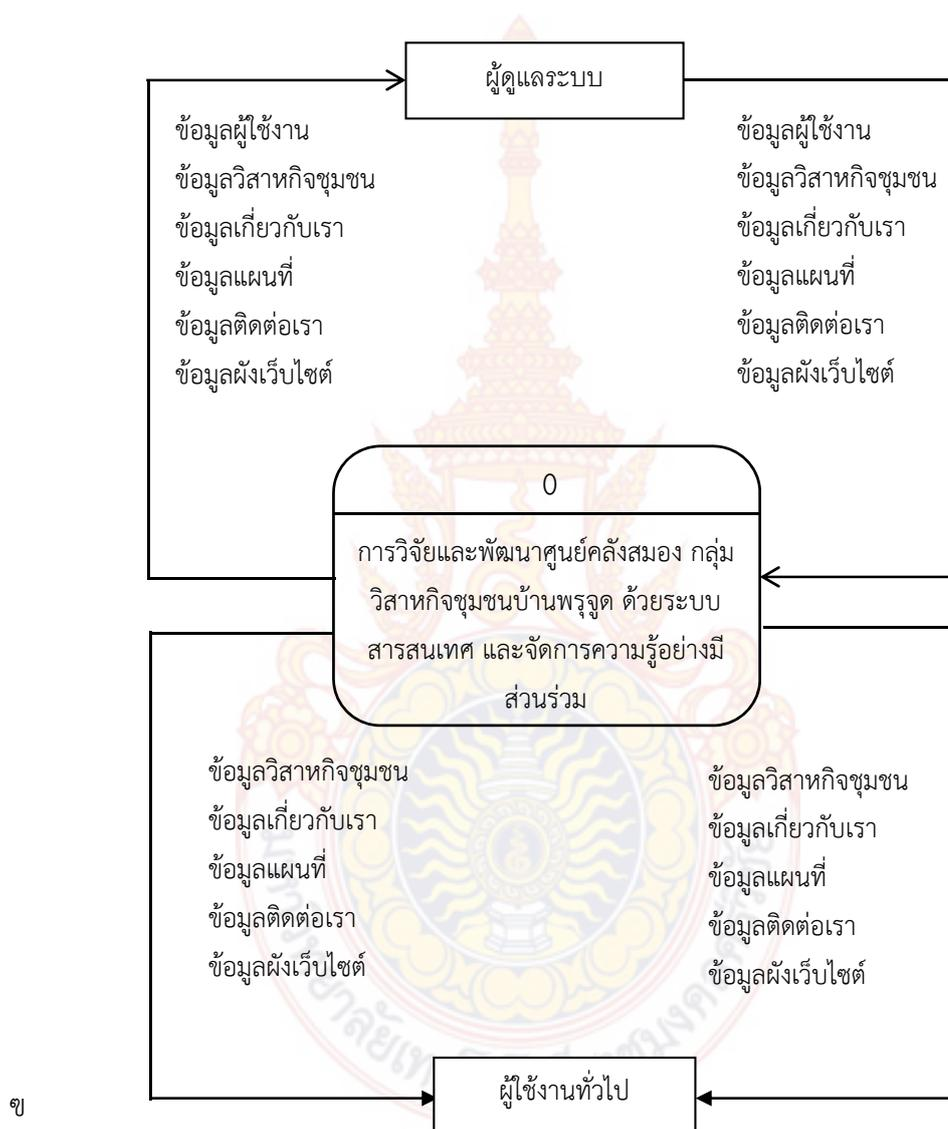 ผู้ดูแลระบบ
ข้อมูลผู้ใช้งาน
ข้อมูลวิสาหกิจชุมชน
ข้อมูลเกี่ยวกับเรา
ข้อมูลแผนที่
ข้อมูลติดต่อเรา
ข้อมูลผังเว็บไซต์
ข้อมูลผู้ใช้งาน
ข้อมูลวิสาหกิจชุมชน
ข้อมูลเกี่ยวกับเรา
ข้อมูลแผนที่
ข้อมูลติดต่อเรา
ข้อมูลผังเว็บไซต์
0
การวิจัยและพัฒนาศูนย์คลังสมอง กลุ่ม
วิสาหกิจชุมชนบ้านพรุจูด ด้วยระบบ
สารสนเทศ และจัดการความรู้อย่างมี
ส่วนร่วม
ข้อมูลวิสาหกิจชุมชน
ข้อมูลเกี่ยวกับเรา
ข้อมูลแผนที่
ข้อมูลติดต่อเรา
ข้อมูลผังเว็บไซต์
ข้อมูลวิสาหกิจชุมชน
ข้อมูลเกี่ยวกับเรา
ข้อมูลแผนที่
ข้อมูลติดต่อเรา
ข้อมูลผังเว็บไซต์
ผู้ใช้งานทั่วไป
ฃ